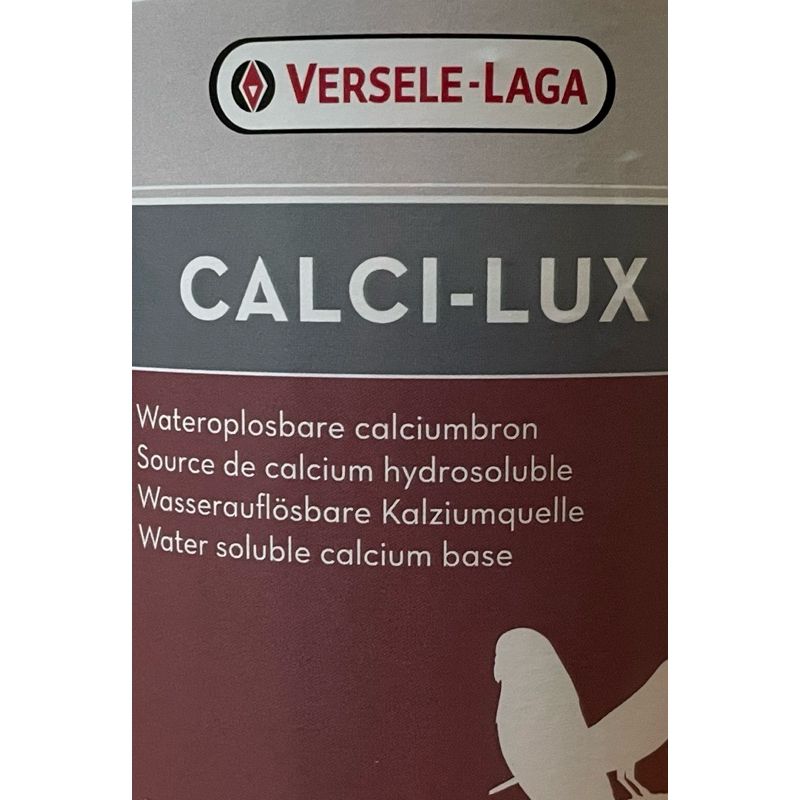 VERSELE-LAGA
CALCI-LUX
Wateroplosbare calciumbron
Source de calcium hydrosoluble
Wasserauflösbare Kalziumquelle
Water soluble calcium base